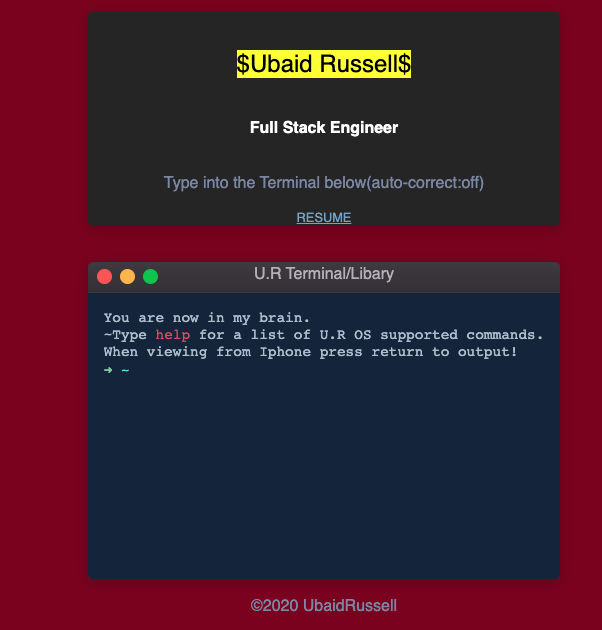 $Ubaid Russell$
Full Stack Engineer
Type into the Terminal below(auto-correct:off)
RESUME
U.R Terminal/Libary
You are now in my brain.
~Type help for a list of U.R OS supported commands.
When viewing from Iphone press return to output!
➜ ~
©2020 UbaidRussell